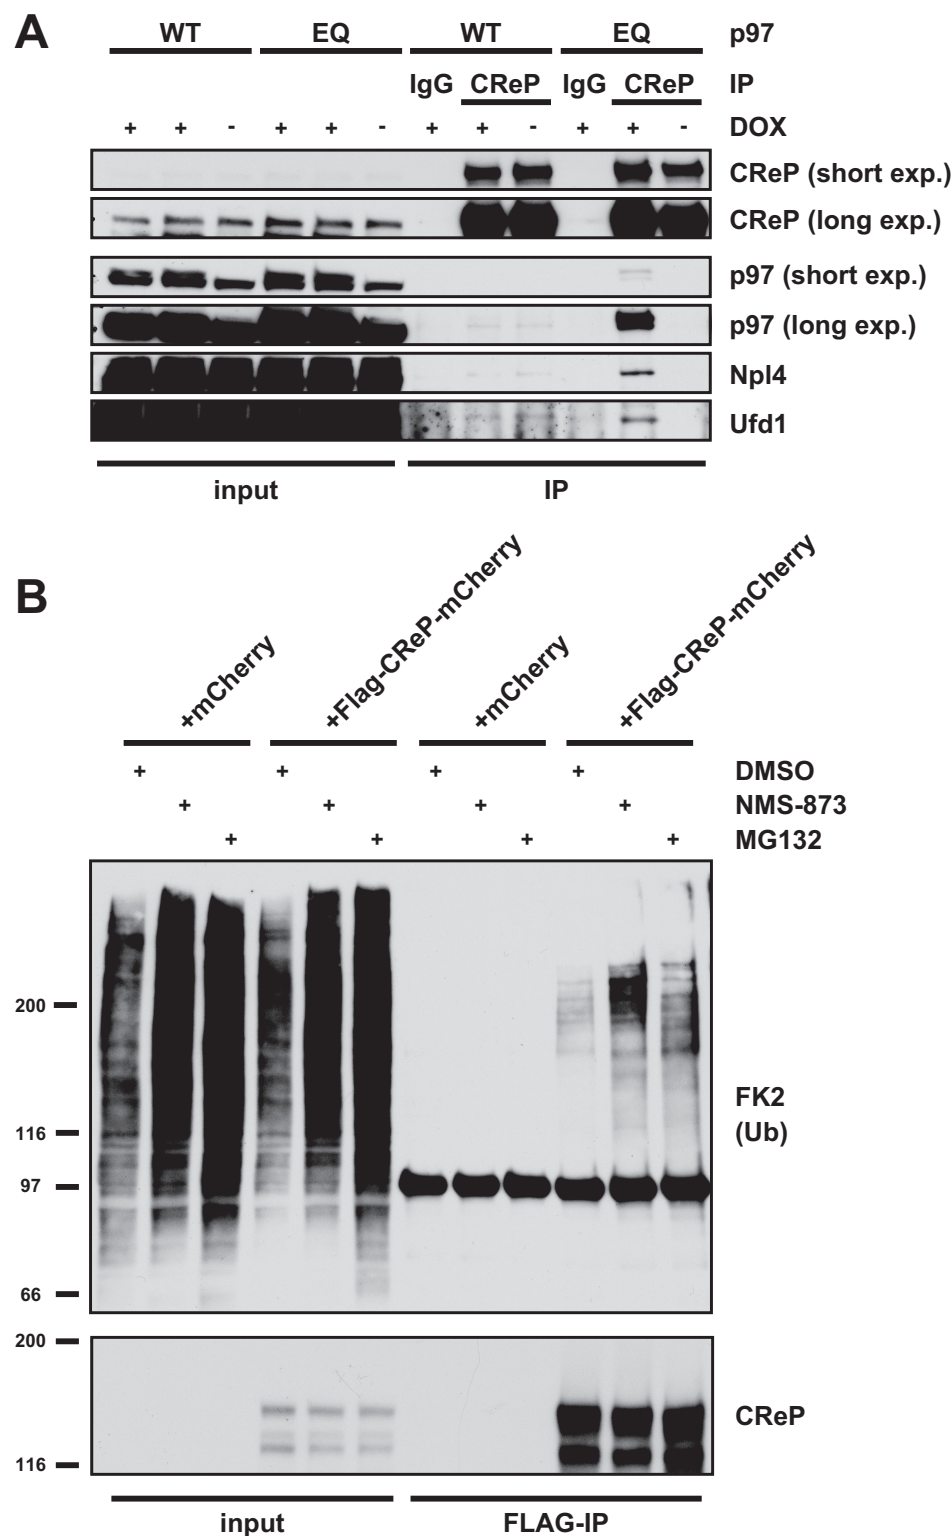 A
WT EQ WT EQ p97
IgG CReP IgG CReP IP
+ + - + + - + + - + + - DOX
CReP (short exp.)
CReP (long exp.)
p97 (short exp.)
p97 (long exp.)
Npl4
Ufd1
input IP
B
+mCherry +Flag-CReP-mCherry +mCherry +Flag-CReP-mCherry
+ + + + DMSO
+ + + + NMS-873
+ + + + MG132
200
116
97
66
FK2
(Ub)
200
116
CReP
input FLAG-IP